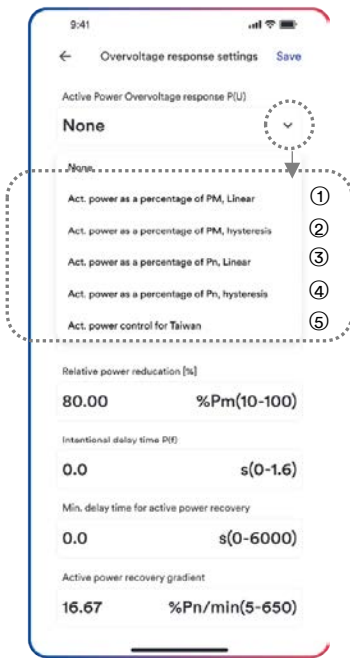 9:41
Overvoltage response settings Save
Active Power Overvoltage response P(U)
None
None
Act. power as a percentage of PM, Linear ①
Act. power as a percentage of PM, hysteresis ②
Act. power as a percentage of Pn, Linear ③
Act. power as a percentage of Pn, hysteresis ④
Act. power control for Taiwan ⑤
Relative power reducation [%]
80.00 %Pm(10-100)
Intentional delay time P(f)
0.0 s(0-1.6)
Min. delay time for active power recovery
0.0 s(0-6000)
Active power recovery gradient
16.67 %Pn/min(5-650)